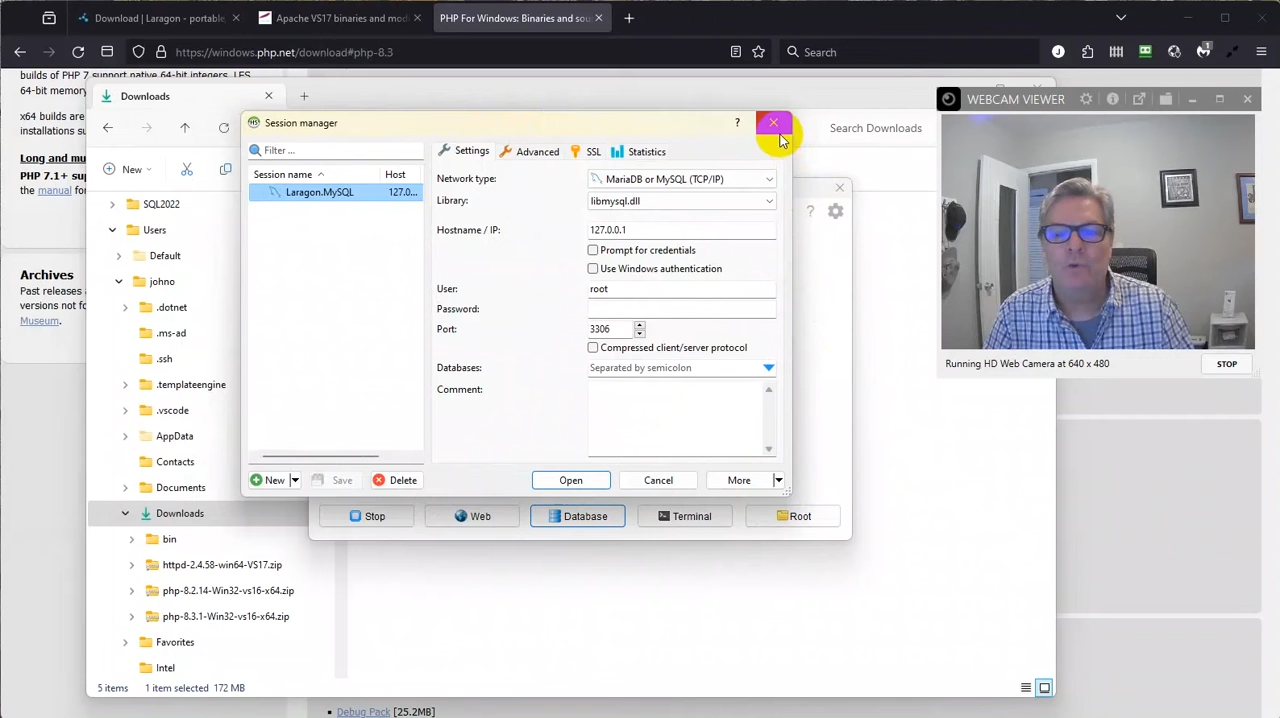 Download | Laragon - portable,
Apache VS17 binaries and mod
PHP For Windows: Binaries and sou
https://windows.php.net/download#php-8.3
Search
builds of PHP 7 support native 64-bit integers, LFS,
64-bit memory
x64 builds are
installations su
Long and mu
PHP 7.1+ sup
the manual for
Archives
Past releases a
versions not fo
Museum.
Downloads
Search Downloads
New
SQL2022
Users
Default
johno
.dotnet
.ms-ad
.ssh
.templateengine
.vscode
AppData
Contacts
Documents
Downloads
bin
httpd-2.4.58-win64-VS17.zip
php-8.2.14-Win32-vs16-x64.zip
php-8.3.1-Win32-vs16-x64.zip
Favorites
Intel
5 items 1 item selected 172 MB
Session manager
?
Filter ...
Session name Host
Laragon.MySQL 127.0...
Settings Advanced SSL Statistics
Network type: MariaDB or MySQL (TCP/IP)
Library: libmysql.dll
Hostname / IP: 127.0.0.1
Prompt for credentials
Use Windows authentication
User: root
Password:
Port: 3306
Compressed client/server protocol
Databases: Separated by semicolon
Comment:
New Save Delete Open Cancel More
?
Stop Web Database Terminal Root
WEBCAM VIEWER
Running HD Web Camera at 640 x 480 STOP
Debug Pack [25.2MB]